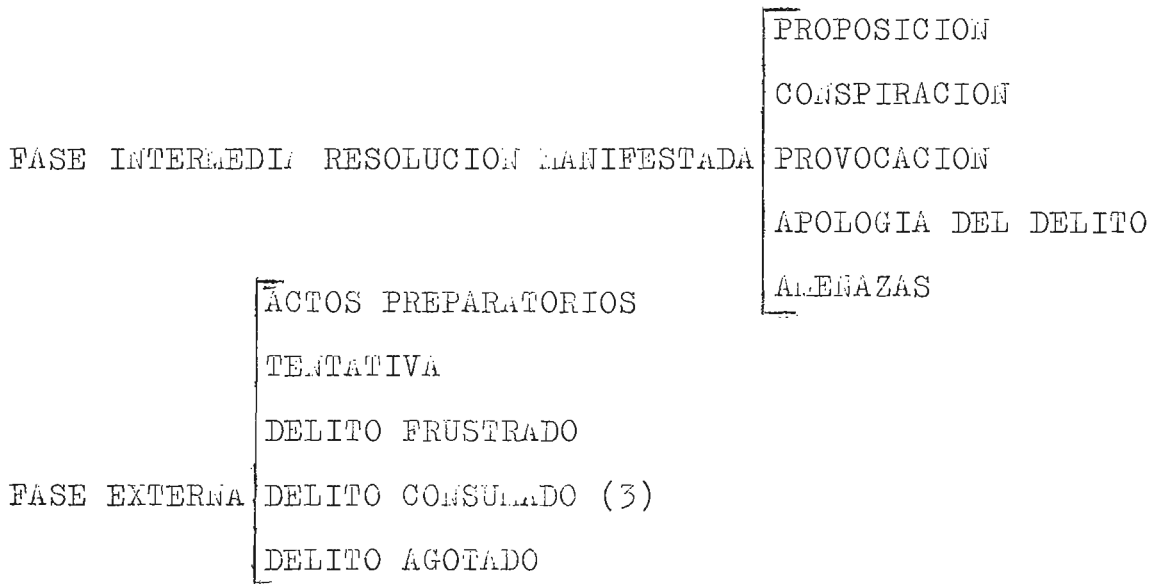 PROPOSICION
CONSPIRACION
FASE INTERMEDIA RESOLUCION MANIFESTADA PROVOCACION
APOLOGIA DEL DELITO
AMENAZAS
ACTOS PREPARATORIOS
TENTATIVA
DELITO FRUSTRADO
FASE EXTERNA DELITO CONSUMADO (3)
DELITO AGOTADO